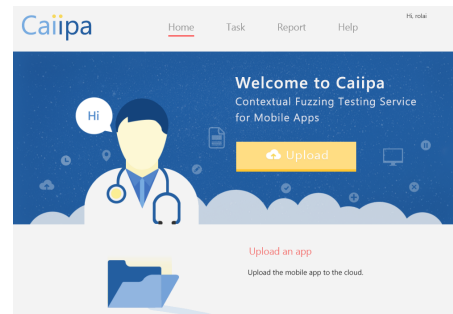 Hi, rolai
Caiipa
Home Task Report Help
Welcome to Caiipa
Contextual Fuzzing Testing Service
for Mobile Apps
Hi
Upload
Upload an app
Upload the mobile app to the cloud.